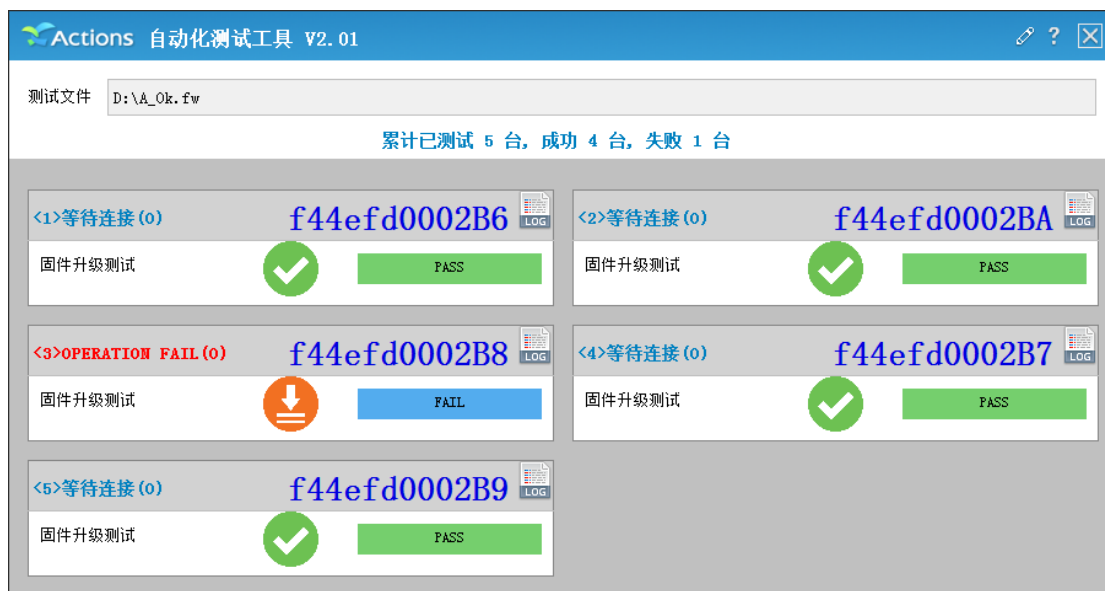 Actions 自动化测试工具 V2.01 ?
测试文件 D:\A_Ok.fw
累计已测试 5 台, 成功 4 台, 失败 1 台
<1>等待连接(0) f44efd0002B6 LOG
固件升级测试 PASS
<2>等待连接(0) f44efd0002BA LOG
固件升级测试 PASS
<3>OPERATION FAIL(0) f44efd0002B8 LOG
固件升级测试 FAIL
<4>等待连接(0) f44efd0002B7 LOG
固件升级测试 PASS
<5>等待连接(0) f44efd0002B9 LOG
固件升级测试 PASS